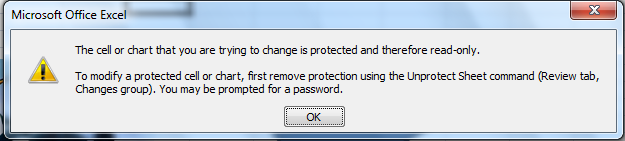 Microsoft Office Excel
The cell or chart that you are trying to change is protected and therefore read-only.
To modify a protected cell or chart, first remove protection using the Unprotect Sheet command (Review tab,
Changes group). You may be prompted for a password.
OK